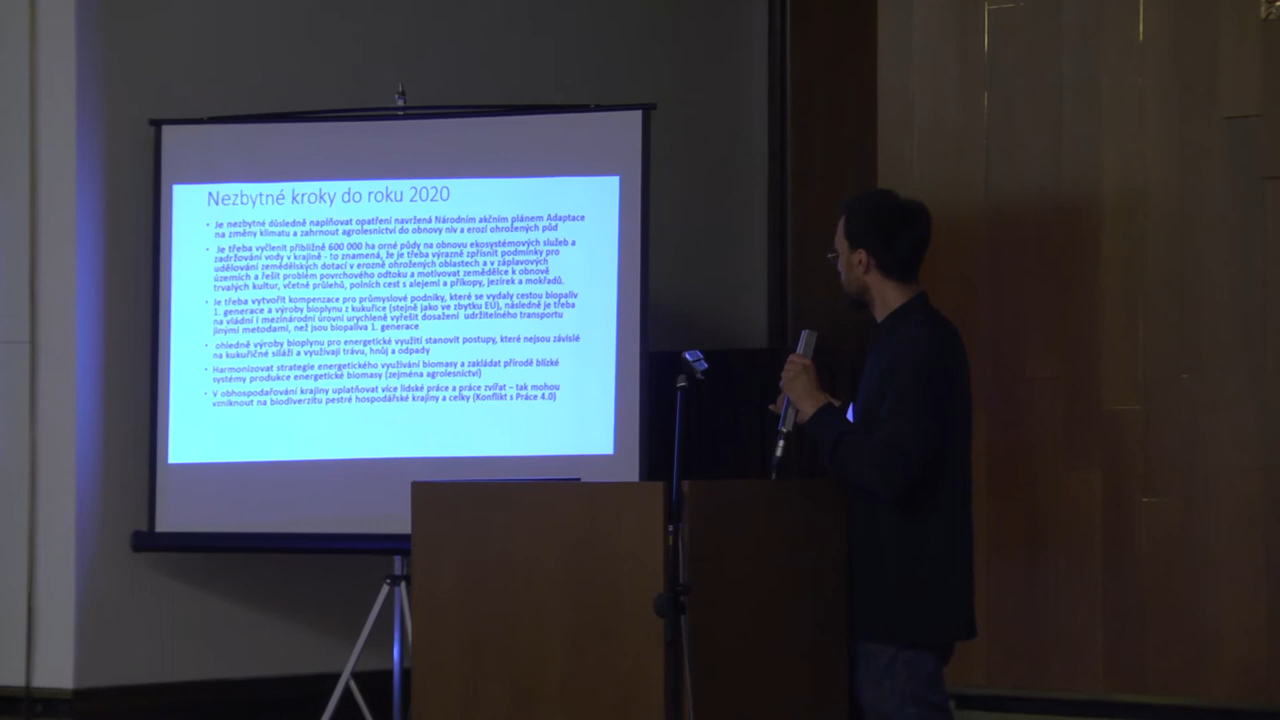 Nezbytné kroky do roku 2020
• Je nezbytné důsledně naplňovat opatření navržená Národním akčním plánem Adaptace
na změny klimatu a zahrnout agrolesnictví do obnovy niv a erozí ohrožených půd
• Je třeba vyčlenit přibližně 600 000 ha orné půdy na obnovu ekosystémových služeb a
zadržování vody v krajině - to znamená, že je třeba výrazně zpřísnit podmínky pro
udělování zemědělských dotací v erozně ohrožených oblastech a v záplavových
územích a řešit problém povrchového odtoku a motivovat zemědělce k obnově
trvalých kultur, včetně průlehů, polních cest s alejemi a příkopy, jezírek a mokřadů.
• Je třeba vytvořit kompenzace pro průmyslové podniky, které se vydaly cestou biopaliv
1. generace a výroby bioplynu z kukuřice (stejně jako ve zbytku EU), následně je třeba
na vládní i mezinárodní úrovni urychleně vyřešit dosažení udržitelného transportu
jinými metodami, než jsou biopaliva 1. generace
• ohledně výroby bioplynu pro energetické využití stanovit postupy, které nejsou závislé
na kukuřičné siláži a využívají trávu, hnůj a odpady
• Harmonizovat strategie energetického využívání biomasy a zakládat přírodě blízké
systémy produkce energetické biomasy (zejména agrolesnictví)
• V obhospodařování krajiny uplatňovat více lidské práce a práce zvířat – tak mohou
vzniknout na biodiverzitu pestré hospodářské krajiny a celky (Konflikt s Práce 4.0)